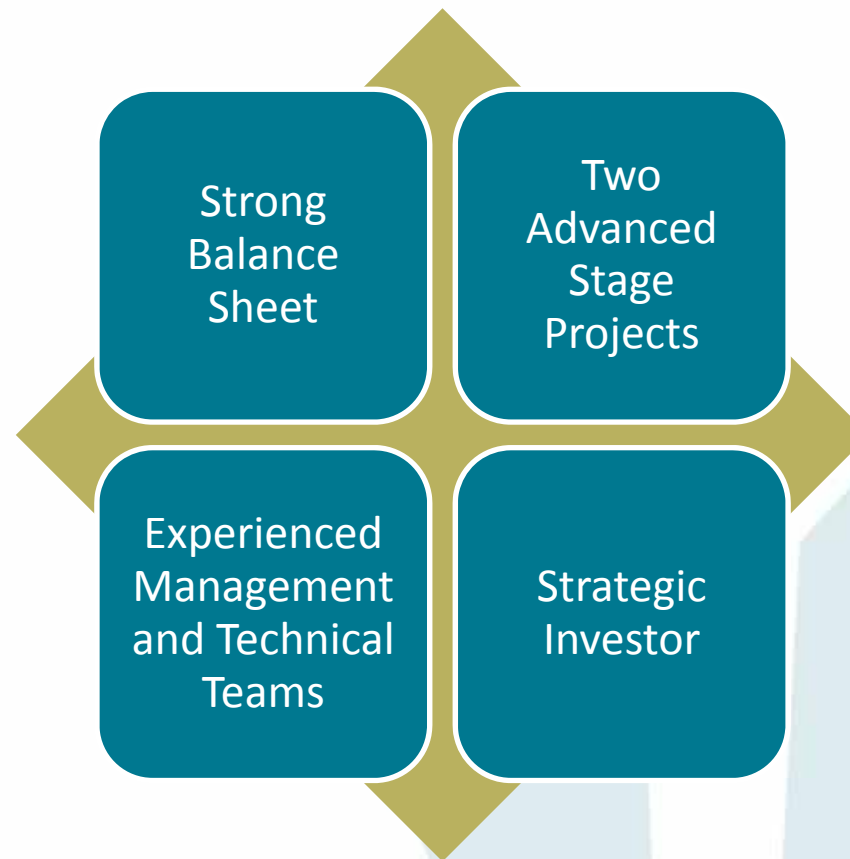 Strong
Balance
Sheet
Two
Advanced
Stage
Projects
Experienced
Management
and Technical
Teams
Strategic
Investor